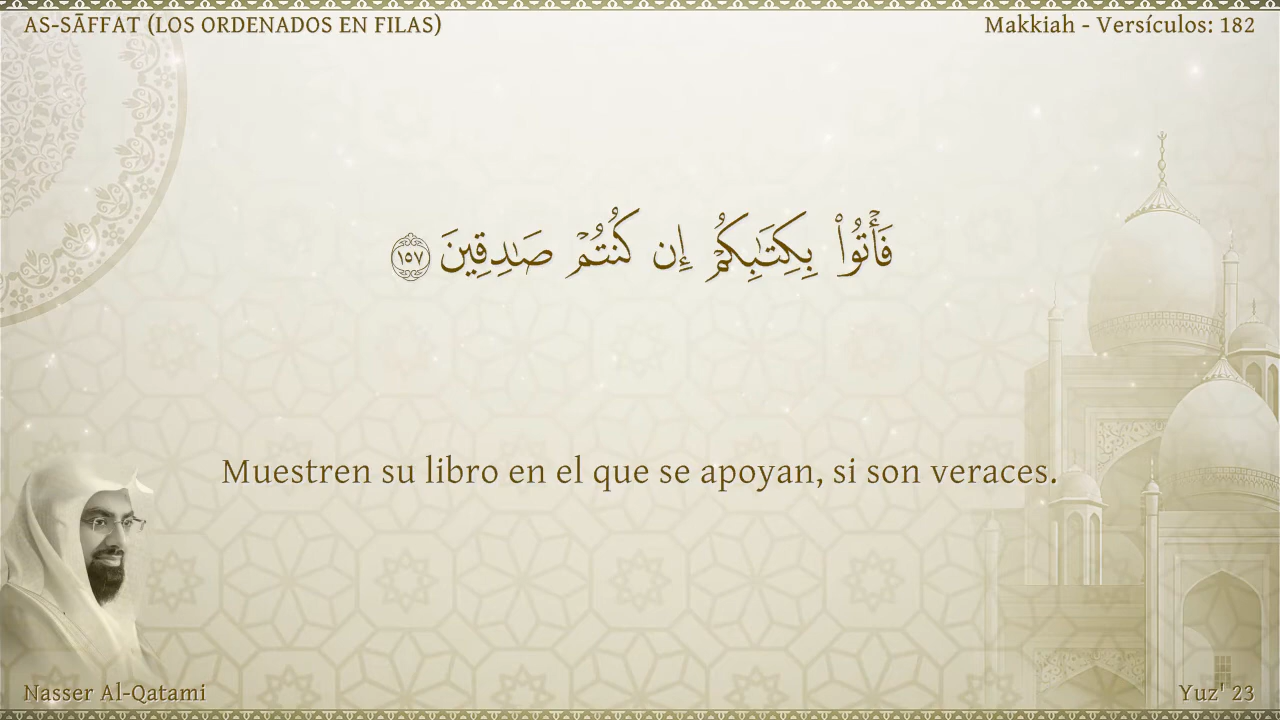 AS-SĀFFAT (LOS ORDENADOS EN FILAS)
Makkiah - Versículos: 182
فَأْتُوا۟ بِكِتَـٰبِكُمْ إِن كُنتُمْ صَـٰدِقِينَ ١٥٧
Muestren su libro en el que se apoyan, si son veraces.
Nasser Al-Qatami
Yuz' 23